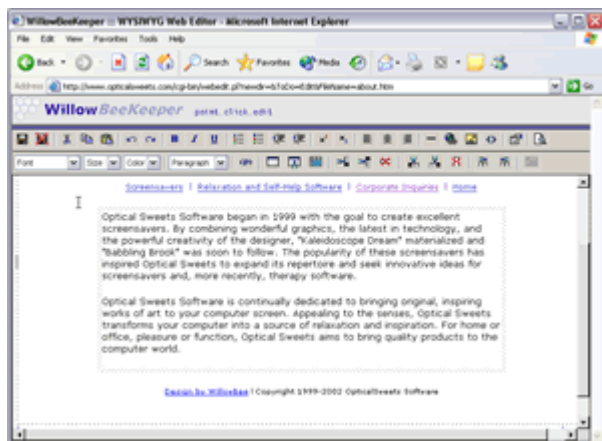 WillowBeeKeeper :: WYSIWYG Web Editor - Microsoft Internet Explorer
File Edit View Favorites Tools Help
Back Search Favorites Media
Address Go
WillowBeeKeeper point, click, edit
Font Size Color Paragraph
Screensavers | Relaxation and Self-Help Software | Corporate Inquiries | Home
Optical Sweets Software began in 1999 with the goal to create excellent
screensavers. By combining wonderful graphics, the latest in technology, and
the powerful creativity of the designer, "Kaleidoscope Dream" materialized and
"Babbling Brook" was soon to follow. The popularity of these screensavers has
inspired Optical Sweets to expand its repertoire and seek innovative ideas for
screensavers and, more recently, therapy software.
Optical Sweets Software is continually dedicated to bringing original, inspiring
works of art to your computer screen. Appealing to the senses, Optical Sweets
transforms your computer into a source of relaxation and inspiration. For home or
office, pleasure or function, Optical Sweets aims to bring quality products to the
computer world.
Design by WillowBee | Copyright 1999-2002 OpticalSweets Software